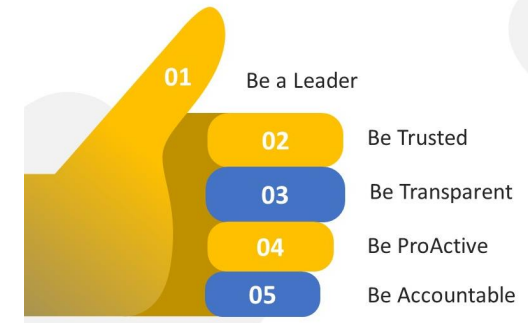 01 Be a Leader
02 Be Trusted
03 Be Transparent
04 Be ProActive
05 Be Accountable